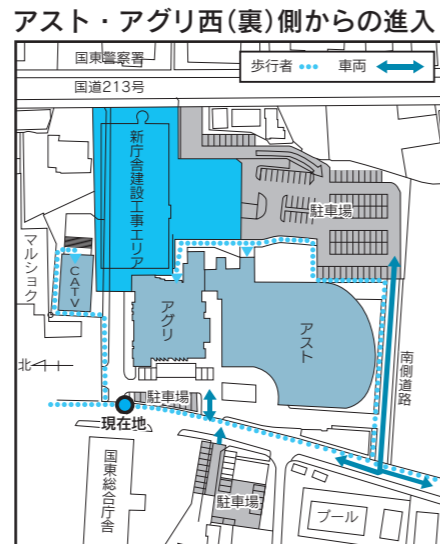 アスト・アグリ西(裏)側からの進入
国東警察署
歩行者 車両
国道213号
新庁舎建設工事エリア
駐車場
マルショク
CATV
アグリ
アスト
北
南側道路
駐車場
現在地
国東総合庁舎
駐車場
プール